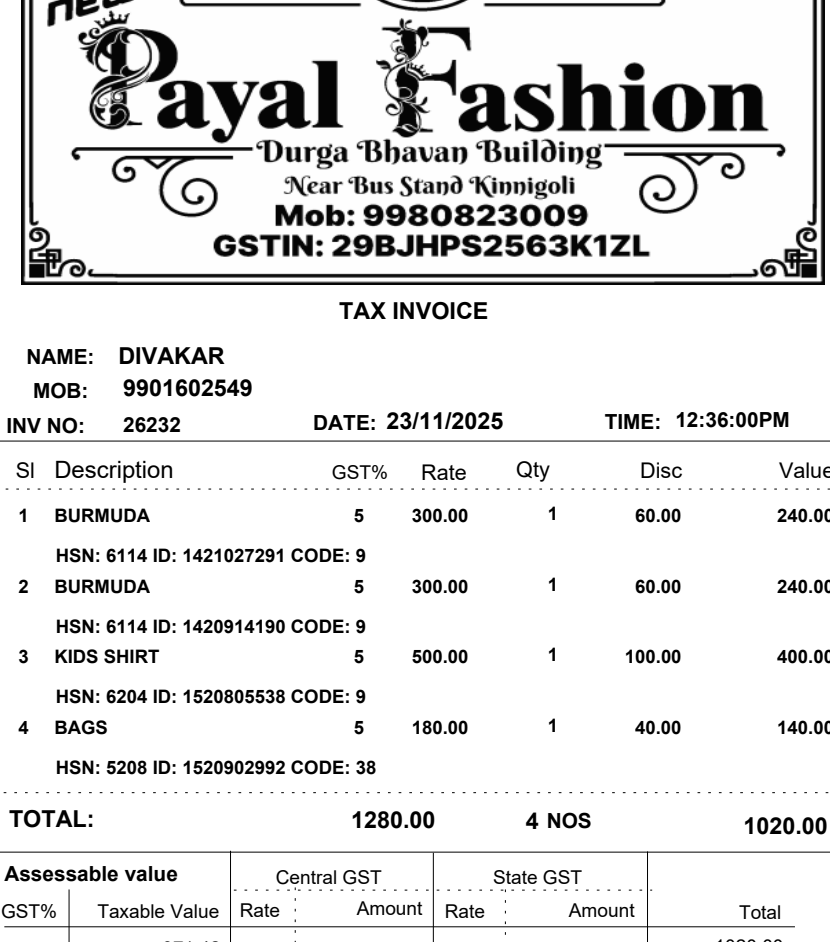 new
Payal Fashion
Durga Bhavan Building
Near Bus Stand Kinnigoli
Mob: 9980823009
GSTIN: 29BJHPS2563K1ZL
TAX INVOICE
NAME: DIVAKAR
MOB: 9901602549
INV NO: 26232 DATE: 23/11/2025 TIME: 12:36:00PM
Sl Description GST% Rate Qty Disc Value
1 BURMUDA 5 300.00 1 60.00 240.00
HSN: 6114 ID: 1421027291 CODE: 9
2 BURMUDA 5 300.00 1 60.00 240.00
HSN: 6114 ID: 1420914190 CODE: 9
3 KIDS SHIRT 5 500.00 1 100.00 400.00
HSN: 6204 ID: 1520805538 CODE: 9
4 BAGS 5 180.00 1 40.00 140.00
HSN: 5208 ID: 1520902992 CODE: 38
TOTAL: 1280.00 4 NOS 1020.00
Assessable value Central GST State GST
GST% Taxable Value Rate Amount Rate Amount Total